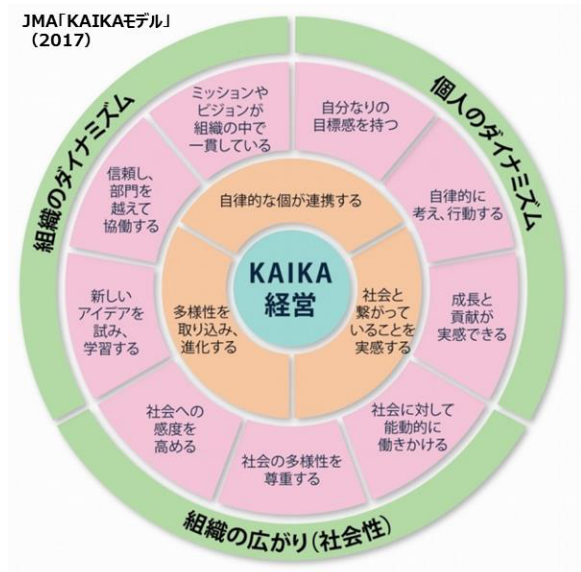 JMA「KAIKAモデル」
（2017）
組織のダイナミズム
個人のダイナミズム
組織の広がり（社会性）
ミッションや
ビジョンが
組織の中で
一貫している
自分なりの
目標感を持つ
自律的に
考え、行動する
成長と
貢献が
実感できる
社会に対して
能動的に
働きかける
社会の多様性を
尊重する
社会への
感度を
高める
新しい
アイデアを
試み、
学習する
信頼し、
部門を
越えて
協働する
自律的な個が連携する
社会と
繋がって
いることを
実感する
多様性を
取り込み、
進化する
KAIKA
経営